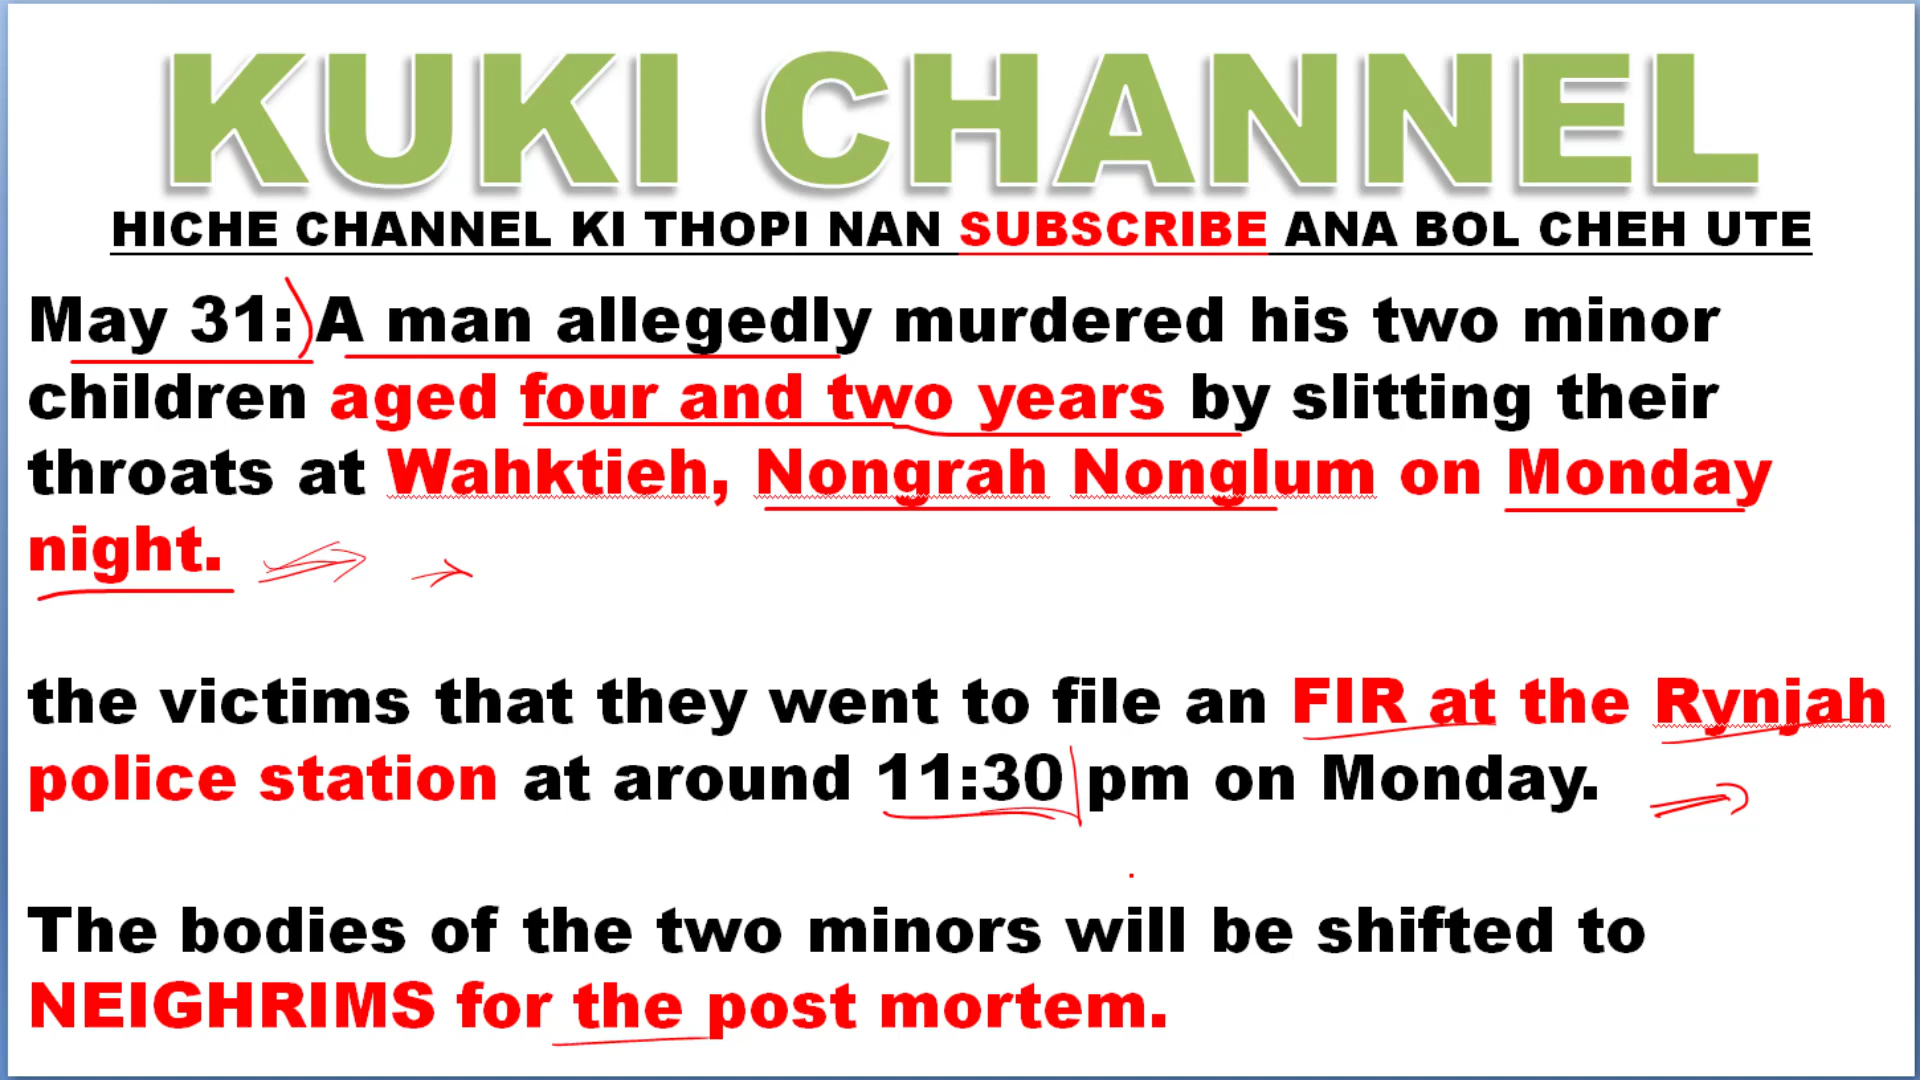 KUKI CHANNEL
HICHE CHANNEL KI THOPI NAN SUBSCRIBE ANA BOL CHEH UTE
May 31: A man allegedly murdered his two minor
children aged four and two years by slitting their
throats at Wahktieh, Nongrah Nonglum on Monday
night.
the victims that they went to file an FIR at the Rynjah
police station at around 11:30 pm on Monday.
The bodies of the two minors will be shifted to
NEIGHRIMS for the post mortem.